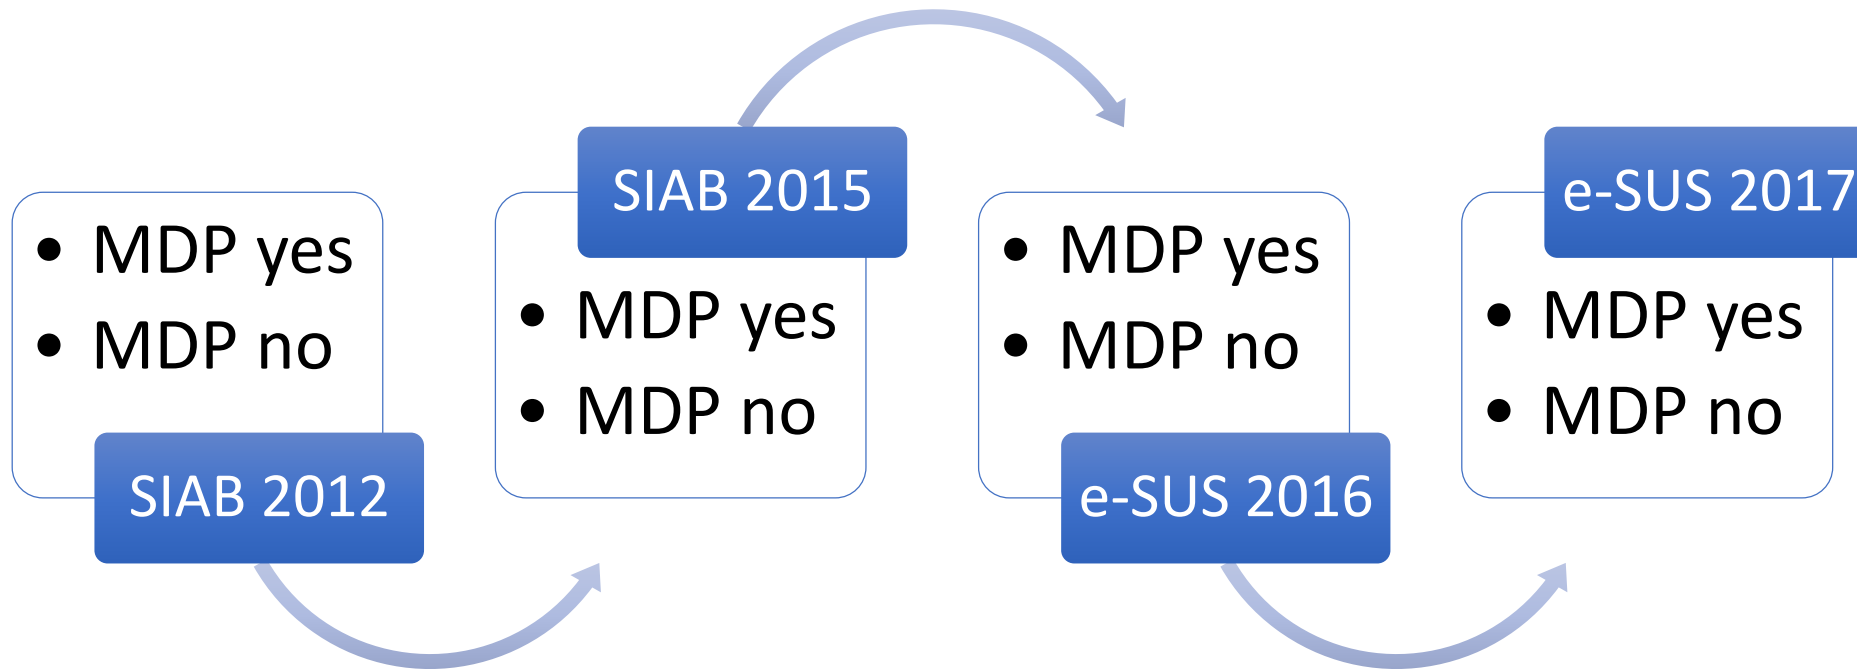 • MDP yes
• MDP no
SIAB 2012
SIAB 2015
• MDP yes
• MDP no
• MDP yes
• MDP no
e-SUS 2016
e-SUS 2017
• MDP yes
• MDP no